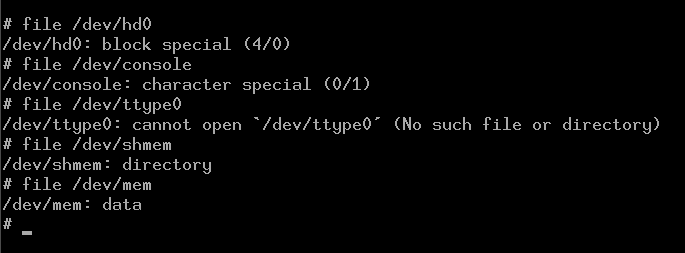 # file /dev/hd0
/dev/hd0: block special (4/0)
# file /dev/console
/dev/console: character special (0/1)
# file /dev/ttype0
/dev/ttype0: cannot open `/dev/ttype0´ (No such file or directory)
# file /dev/shmem
/dev/shmem: directory
# file /dev/mem
/dev/mem: data
# _